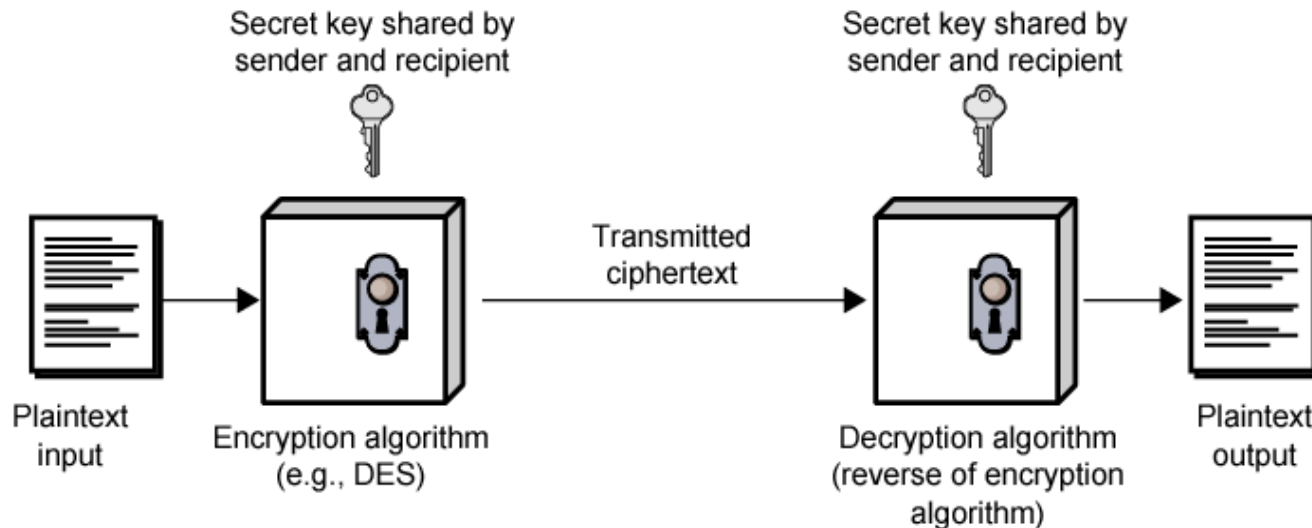 Secret key shared by
sender and recipient
Secret key shared by
sender and recipient
Transmitted
ciphertext
Plaintext
input
Encryption algorithm
(e.g., DES)
Decryption algorithm
(reverse of encryption
algorithm)
Plaintext
output